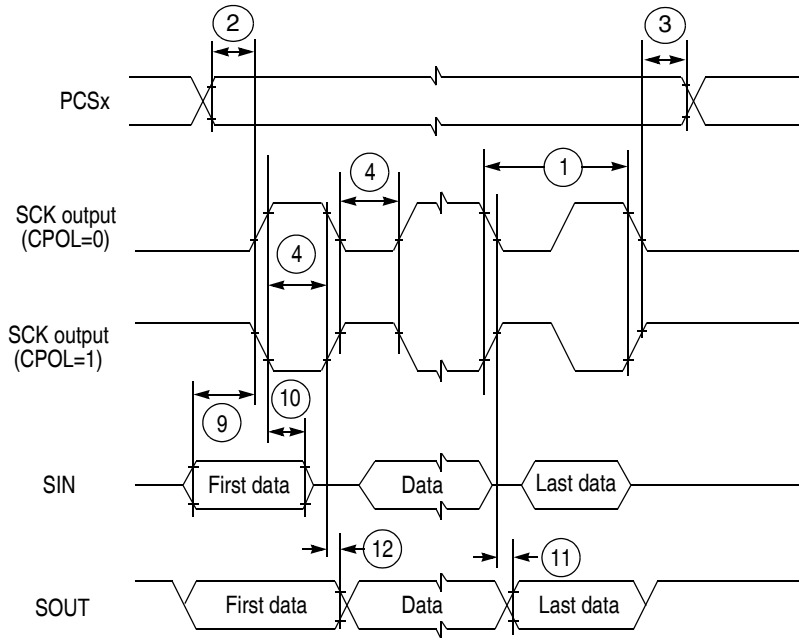 2
3
PCSx
4
1
SCK output
(CPOL=0)
4
SCK output
(CPOL=1)
10
9
SIN
First data
Data
Last data
12
11
SOUT
First data
Data
Last data